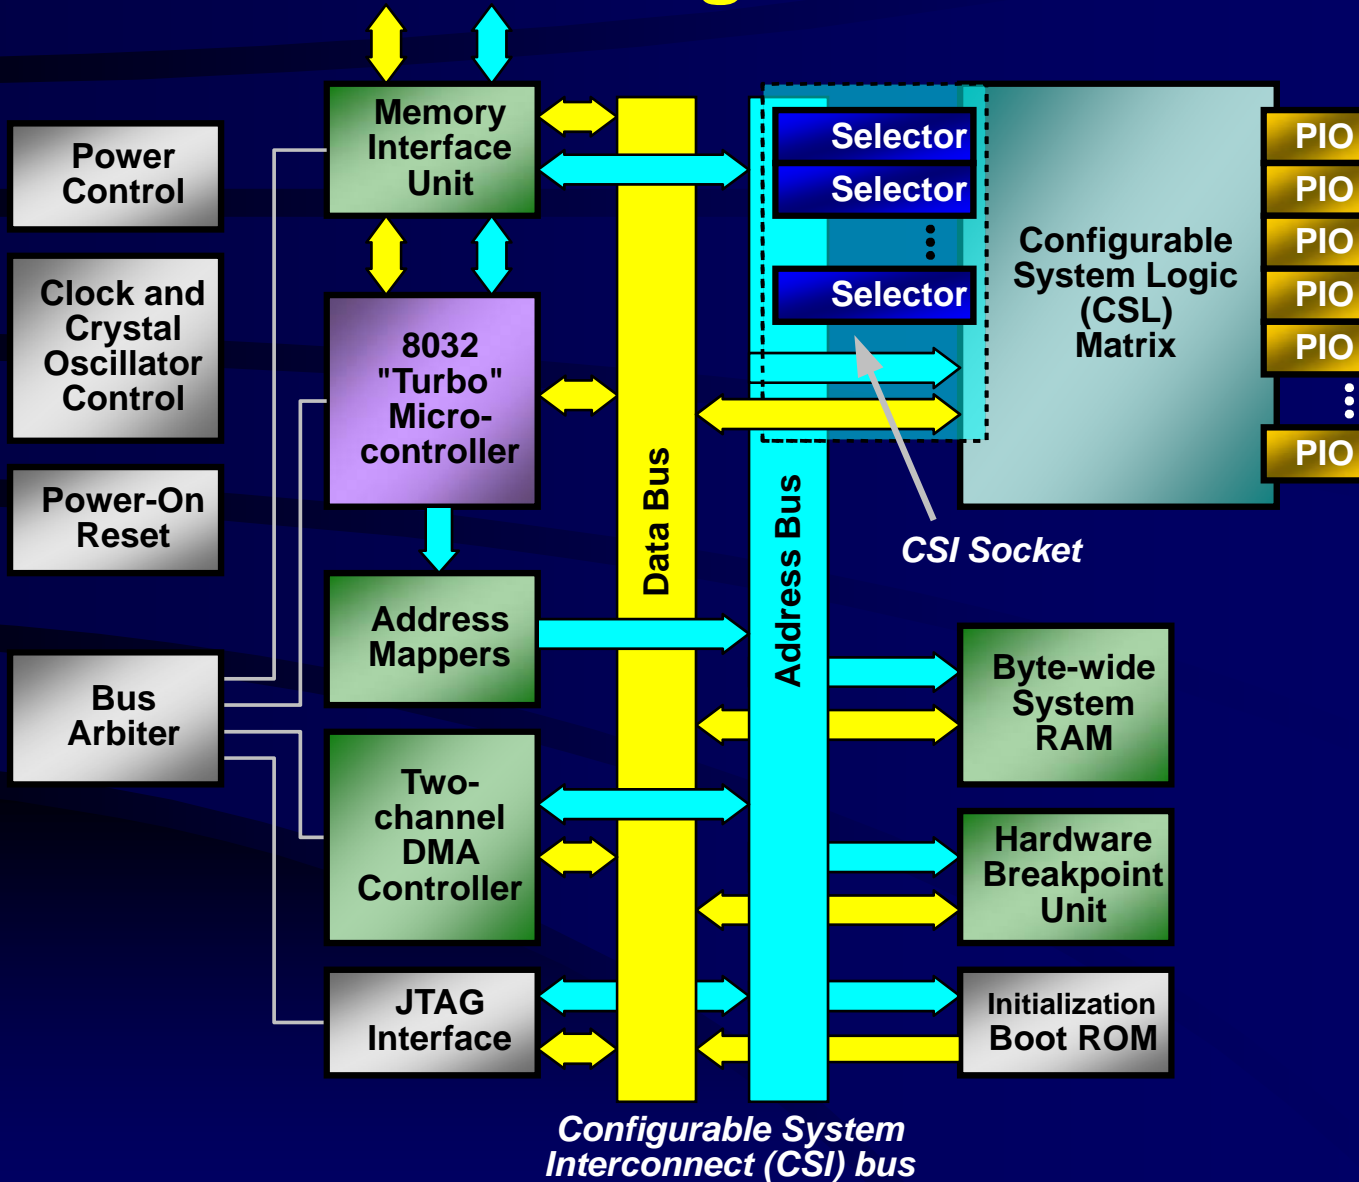 Memory
Interface
Unit
Power
Control
Clock and
Crystal
Oscillator
Control
Power-On
Reset
Bus
Arbiter
8032
"Turbo"
Micro-
controller
Address
Mappers
Two-
channel
DMA
Controller
JTAG
Interface
Data Bus
Address Bus
Selector
Selector
Selector
Configurable
System Logic
(CSL)
Matrix
PIO
PIO
PIO
PIO
PIO
PIO
CSI Socket
Byte-wide
System
RAM
Hardware
Breakpoint
Unit
Initialization
Boot ROM
Configurable System
Interconnect (CSI) bus